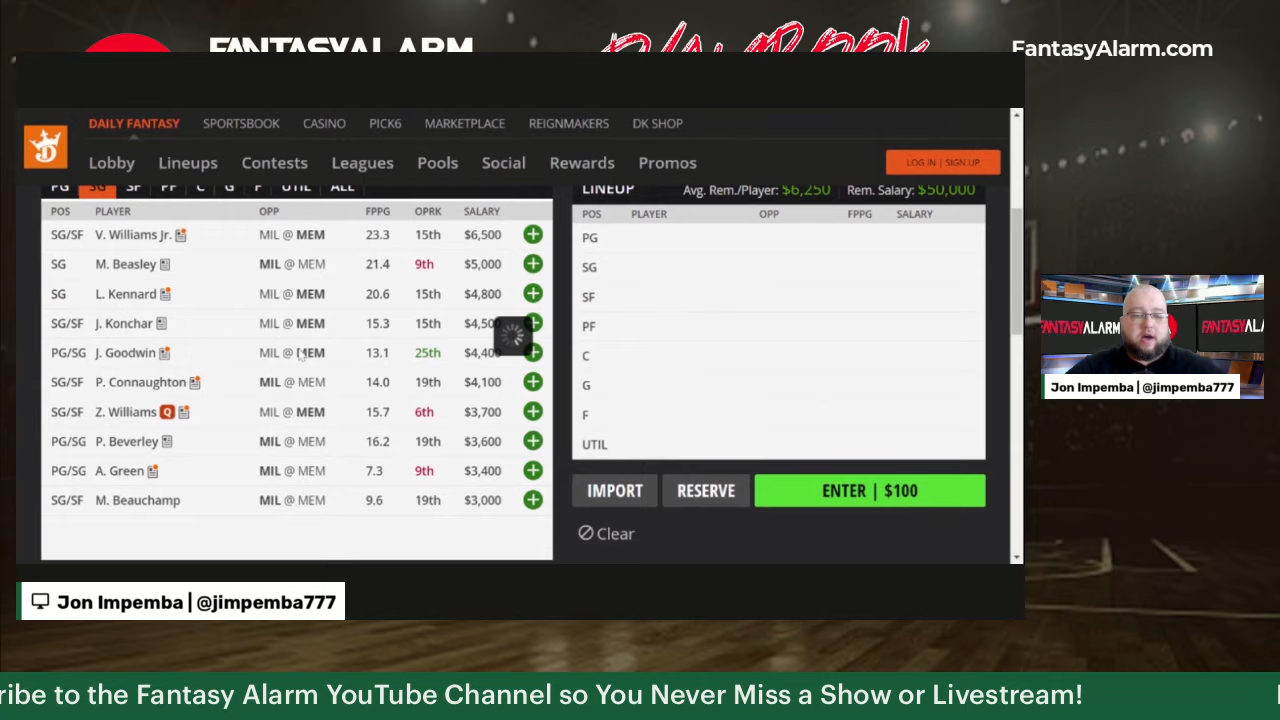 FANTASYALARM
PLAYBOOK
FantasyAlarm.com
DAILY FANTASY SPORTSBOOK CASINO PICK6 MARKETPLACE REIGNMAKERS DK SHOP
Lobby Lineups Contests Leagues Pools Social Rewards Promos
LOG IN | SIGN UP
PG SG SF PF C G F UTIL ALL
POS PLAYER OPP FPPG OPRK SALARY
SG/SF V. Williams Jr. MIL @ MEM 23.3 15th $6,500
SG M. Beasley MIL @ MEM 21.4 9th $5,000
SG L. Kennard MIL @ MEM 20.6 15th $4,800
SG/SF J. Konchar MIL @ MEM 15.3 15th $4,500
PG/SG J. Goodwin MIL @ MEM 13.1 25th $4,400
SG/SF P. Connaughton MIL @ MEM 14.0 19th $4,100
SG/SF Z. Williams Q MIL @ MEM 15.7 6th $3,700
PG/SG P. Beverley MIL @ MEM 16.2 19th $3,600
PG/SG A. Green MIL @ MEM 7.3 9th $3,400
SG/SF M. Beauchamp MIL @ MEM 9.6 19th $3,000
LINEUP Avg. Rem./Player: $6,250 Rem. Salary: $50,000
POS PLAYER OPP FPPG SALARY
PG
SG
SF
PF
C
G
F
UTIL
IMPORT RESERVE ENTER | $100
Clear
FANTASYALARM
Jon Impemba | @jimpemba777
Jon Impemba | @jimpemba777
ribe to the Fantasy Alarm YouTube Channel so You Never Miss a Show or Livestream!